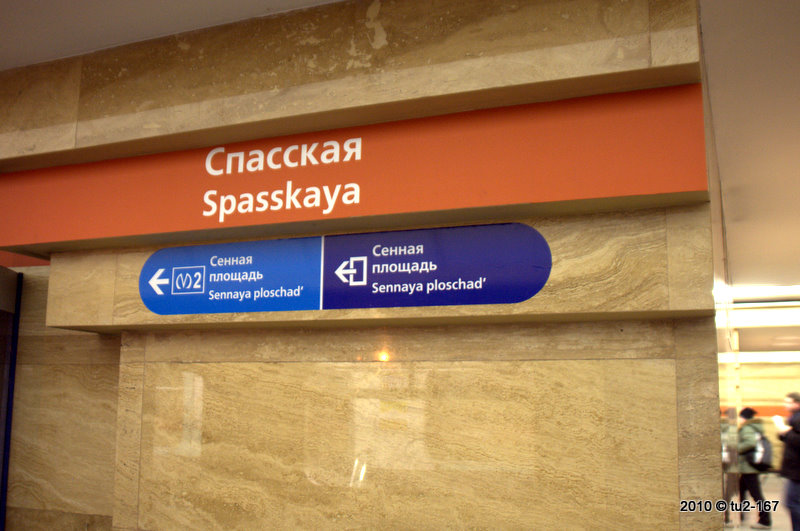 Спасская
Spasskaya
2
Сенная
площадь
Sennaya ploschad'
Сенная
площадь
Sennaya ploschad'
2010 © tu2-167